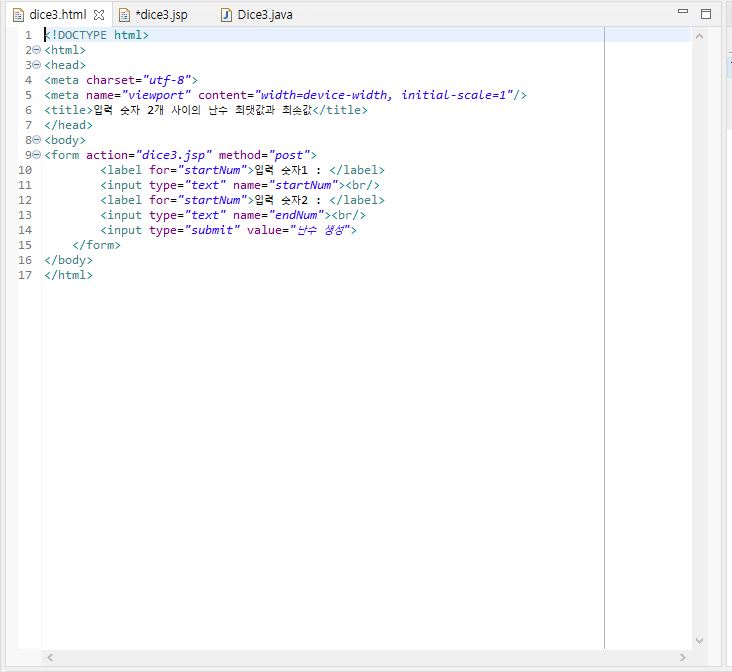 dice3.html *dice3.jsp Dice3.java
1 <!DOCTYPE html>
2 <html>
3 <head>
4 <meta charset="utf-8">
5 <meta name="viewport" content="width=device-width, initial-scale=1"/>
6 <title>입력 숫자 2개 사이의 난수 최댓값과 최솟값</title>
7 </head>
8 <body>
9 <form action="dice3.jsp" method="post">
10 <label for="startNum">입력 숫자1 : </label>
11 <input type="text" name="startNum"><br/>
12 <label for="startNum">입력 숫자2 : </label>
13 <input type="text" name="endNum"><br/>
14 <input type="submit" value="난수 생성">
15 </form>
16 </body>
17 </html>